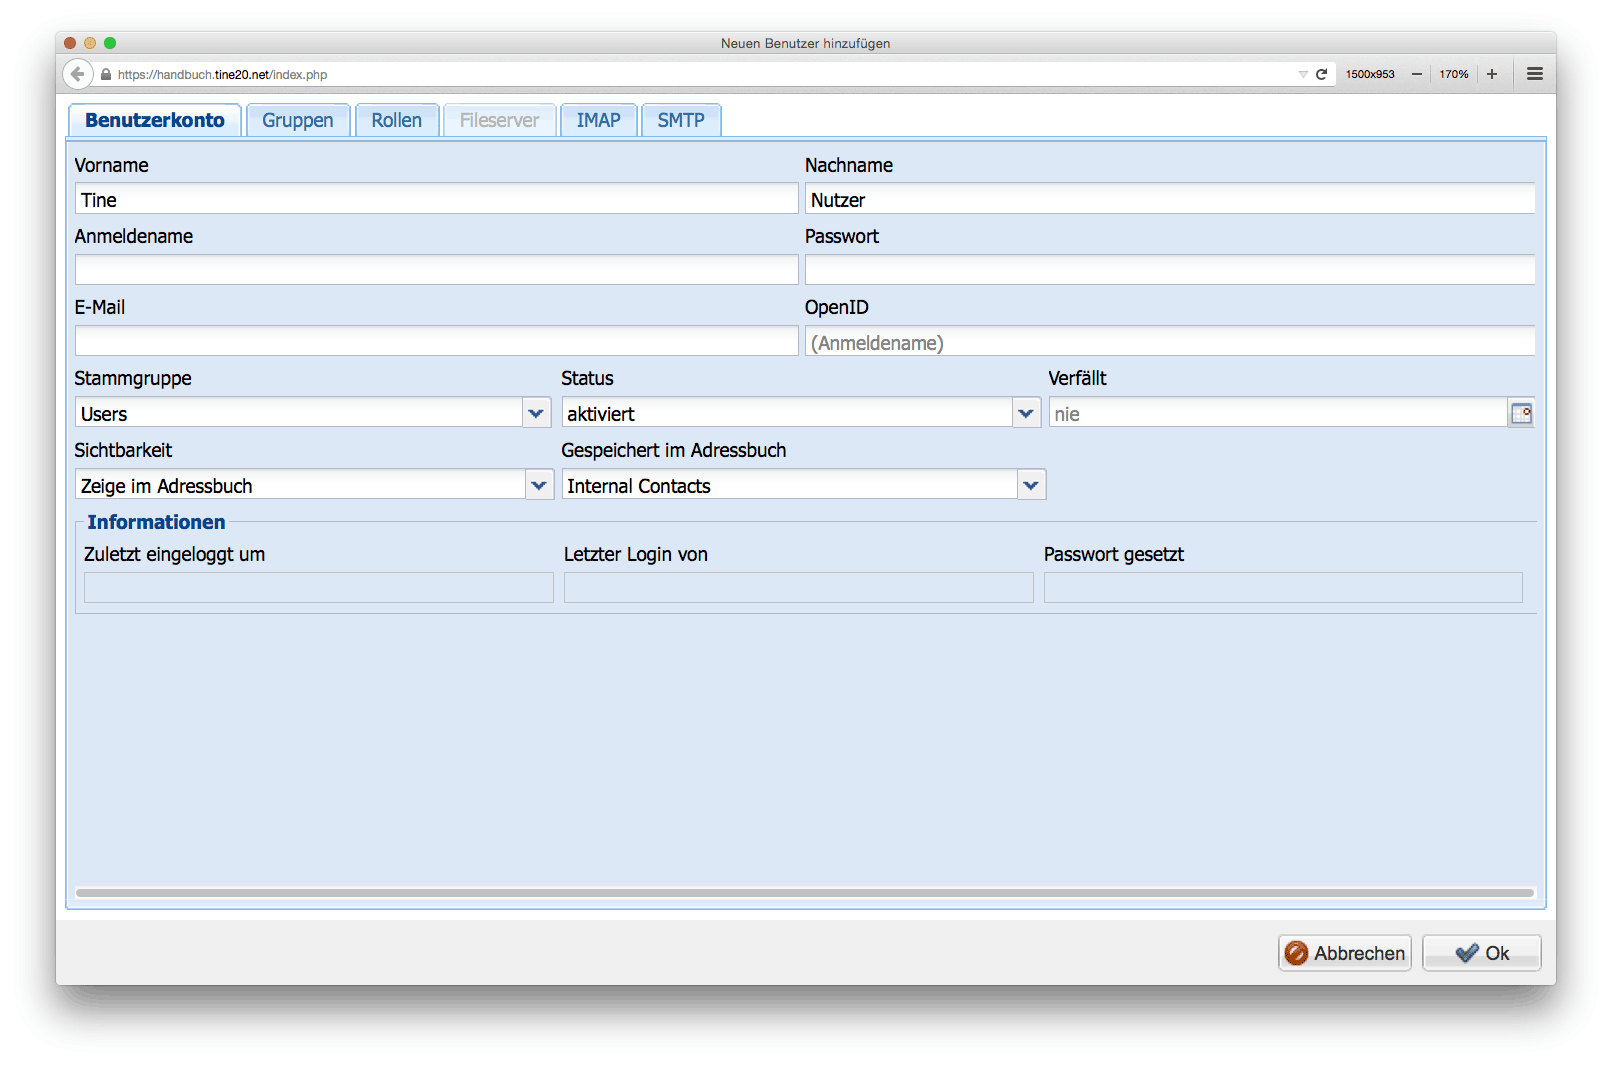 Neuen Benutzer hinzufügen
https://handbuch.tine20.net/index.php 1500x953 170%
Benutzerkonto Gruppen Rollen Fileserver IMAP SMTP
Vorname Nachname
Tine Nutzer
Anmeldename Passwort
E-Mail OpenID
(Anmeldename)
Stammgruppe Status Verfällt
Users aktiviert nie
Sichtbarkeit Gespeichert im Adressbuch
Zeige im Adressbuch Internal Contacts
Informationen
Zuletzt eingeloggt um Letzter Login von Passwort gesetzt
Abbrechen Ok